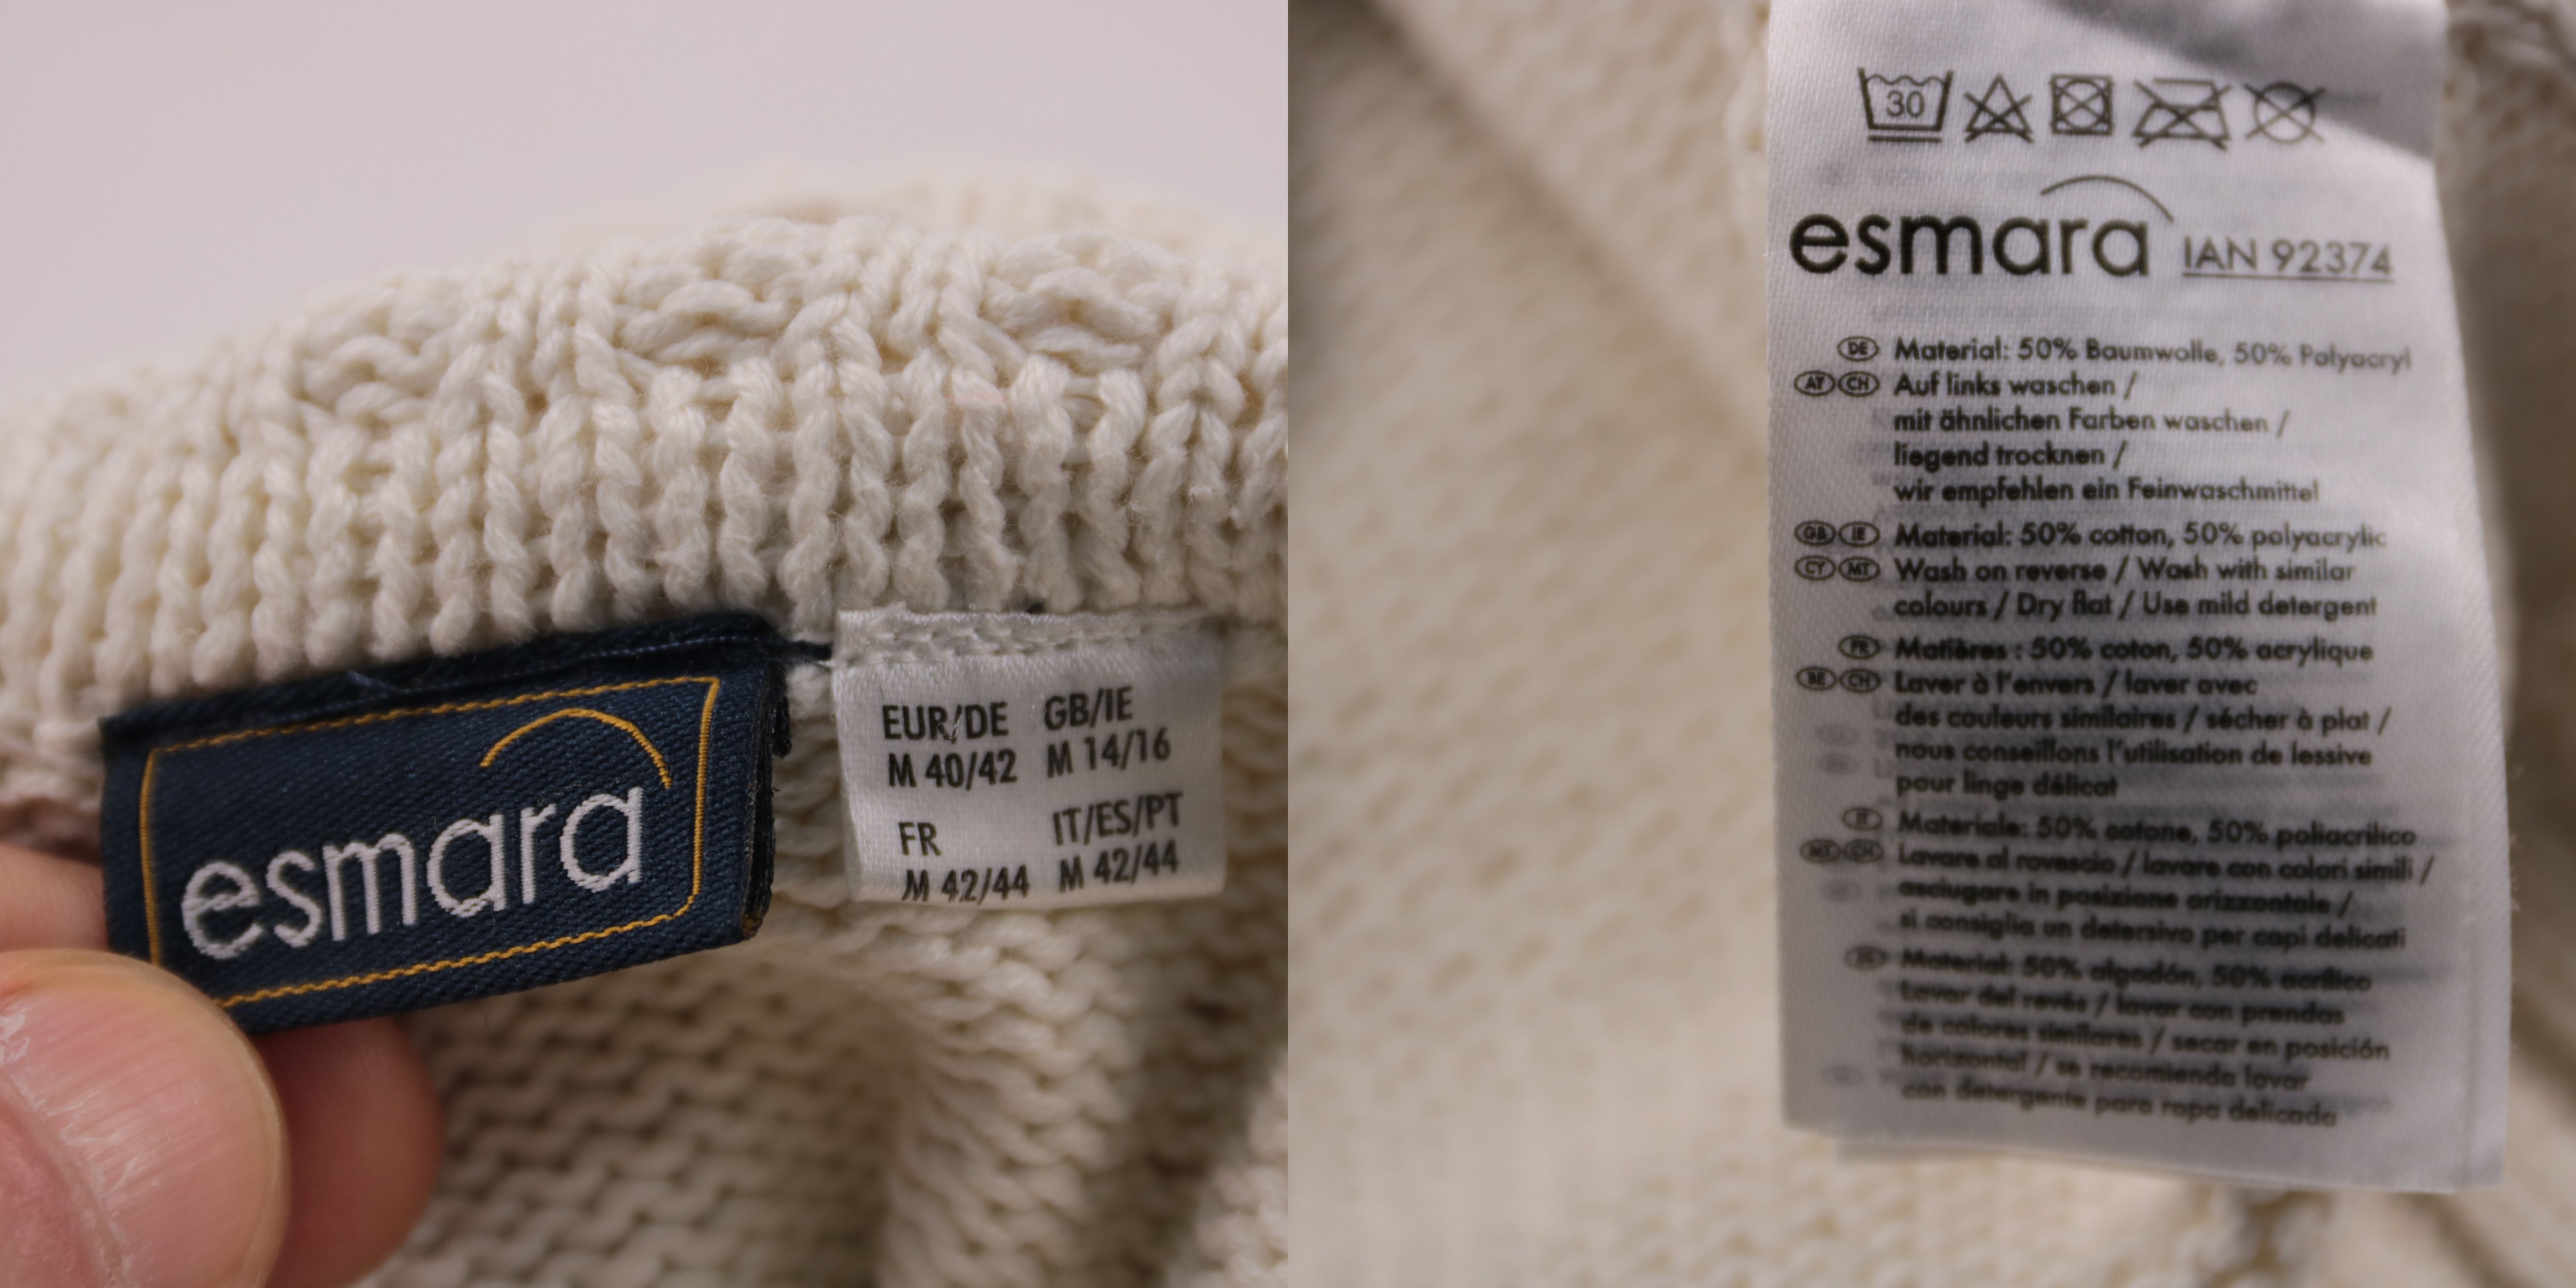 esmara
EUR/DE GB/IE
M 40/42 M 14/16
FR IT/ES/PT
M 42/44 M 42/44
30
esmara IAN 92374
DE Material: 50% Baumwolle, 50% Polyacryl
AT CH Auf links waschen /
mit ähnlichen Farben waschen /
liegend trocknen /
wir empfehlen ein Feinwaschmittel
GB IE Material: 50% cotton, 50% polyacrylic
CY MT Wash on reverse / Wash with similar
colours / Dry flat / Use mild detergent
FR Matières : 50% coton, 50% acrylique
BE CH Laver à l'envers / laver avec
des couleurs similaires / sécher à plat /
nous conseillons l'utilisation de lessive
pour linge délicat
IT Materiale: 50% cotone, 50% poliacrilico
MT CH Lavare al rovescio / lavare con colori simili /
asciugare in posizione orizzontale /
si consiglia un detersivo per capi delicati
ES Material: 50% algodón, 50% acrílico
Lavar del revés / lavar con prendas
de colores similares / secar en posición
horizontal / se recomienda lavar
con detergente para ropa delicada